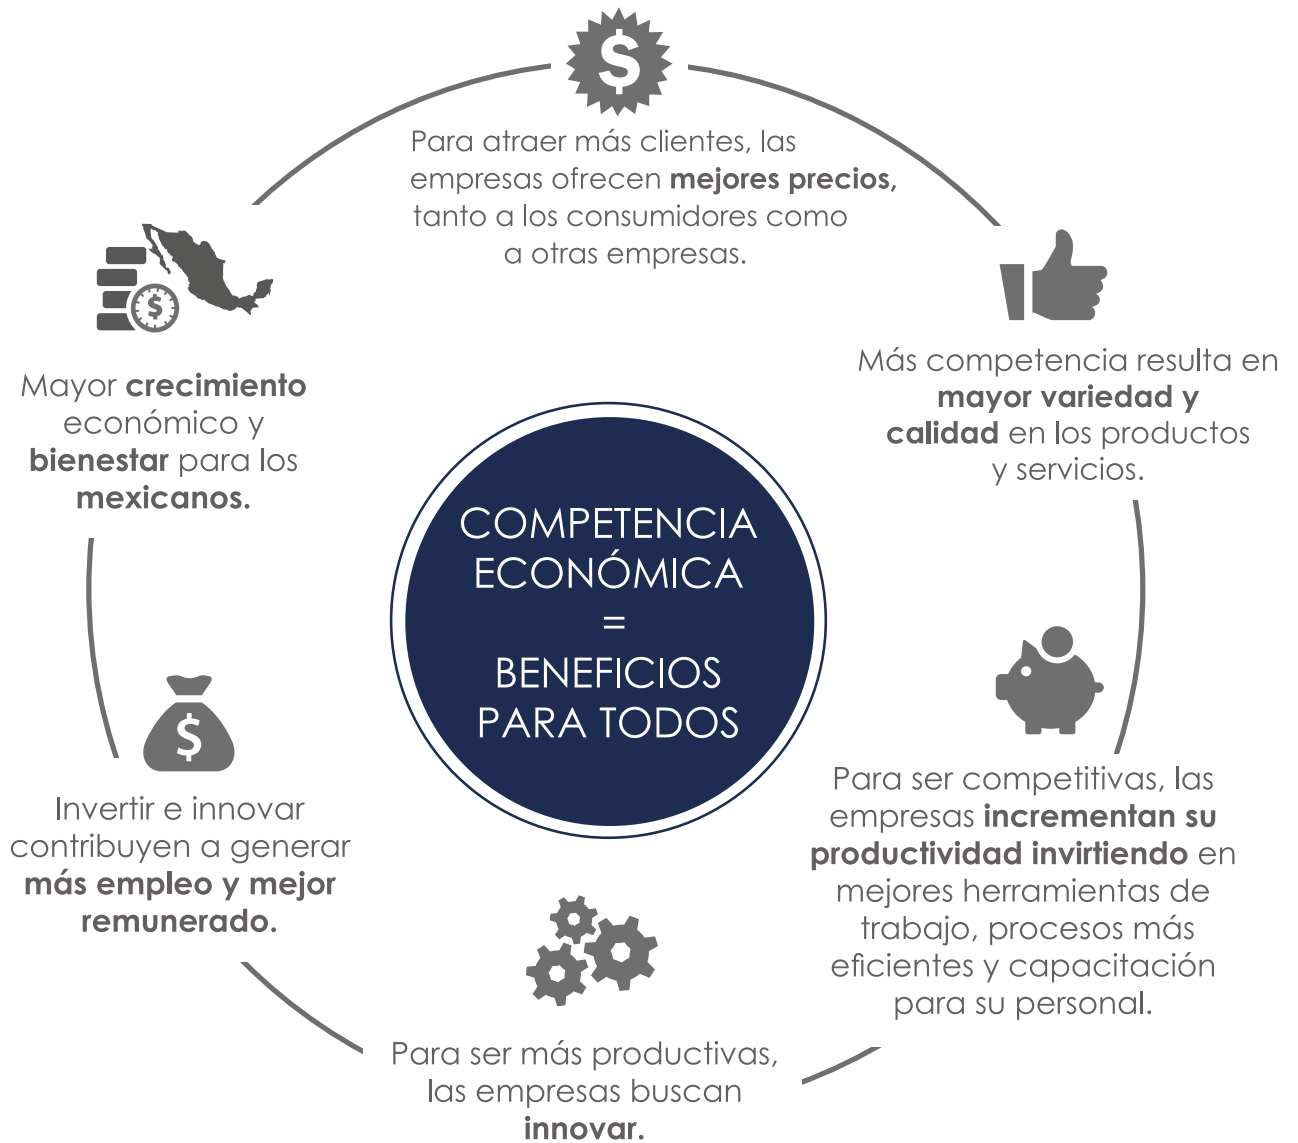 Para atraer más clientes, las
empresas ofrecen mejores precios,
tanto a los consumidores como
a otras empresas.
Más competencia resulta en
mayor variedad y
calidad en los productos
y servicios.
Para ser competitivas, las
empresas incrementan su
productividad invirtiendo en
mejores herramientas de
trabajo, procesos más
eficientes y capacitación
para su personal.
Para ser más productivas,
las empresas buscan
innovar.
Invertir e innovar
contribuyen a generar
más empleo y mejor
remunerado.
Mayor crecimiento
económico y
bienestar para los
mexicanos.
COMPETENCIA
ECONÓMICA
=
BENEFICIOS
PARA TODOS